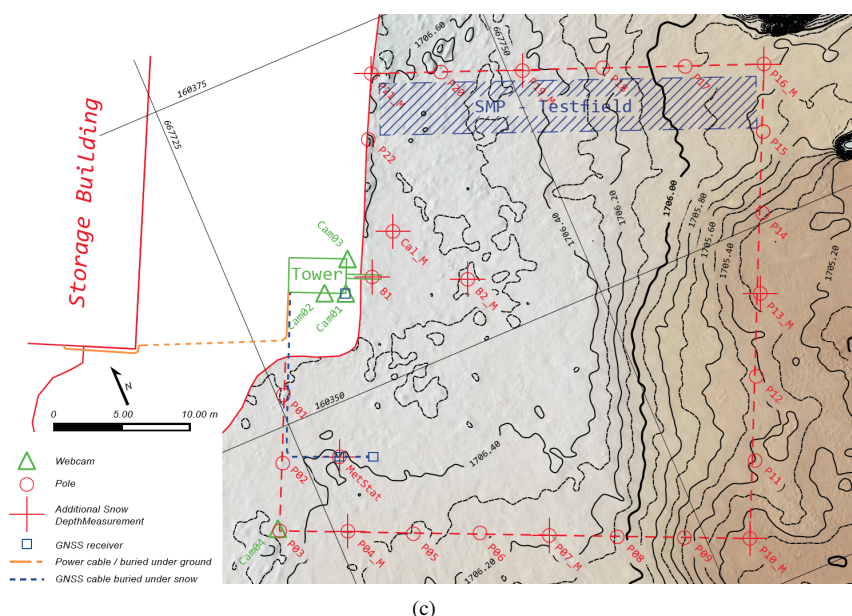 1706.60
667750
160375
667725
P21_M
P20
P19_M
P18
P17
P16_M
SMP - Testfield
P15
P22
Storage Building
1706.00
1706.20
1706.40
1705.80
1705.60
1705.40
1705.20
P14
Cam03
Cal_M
Tower
B1
B2_M
Cam02
Cam01
P13_M
N
0 5.00 10.00 m
P01
160350
P12
1706.40
MetStat
P02
P11
Webcam
Pole
Additional Snow
DepthMeasurement
GNSS receiver
Power cable / buried under ground
GNSS cable buried under snow
Cam04
P03
P04_M
P05
P06
P07_M
P08
P09
P10_M
1706.20
(c)